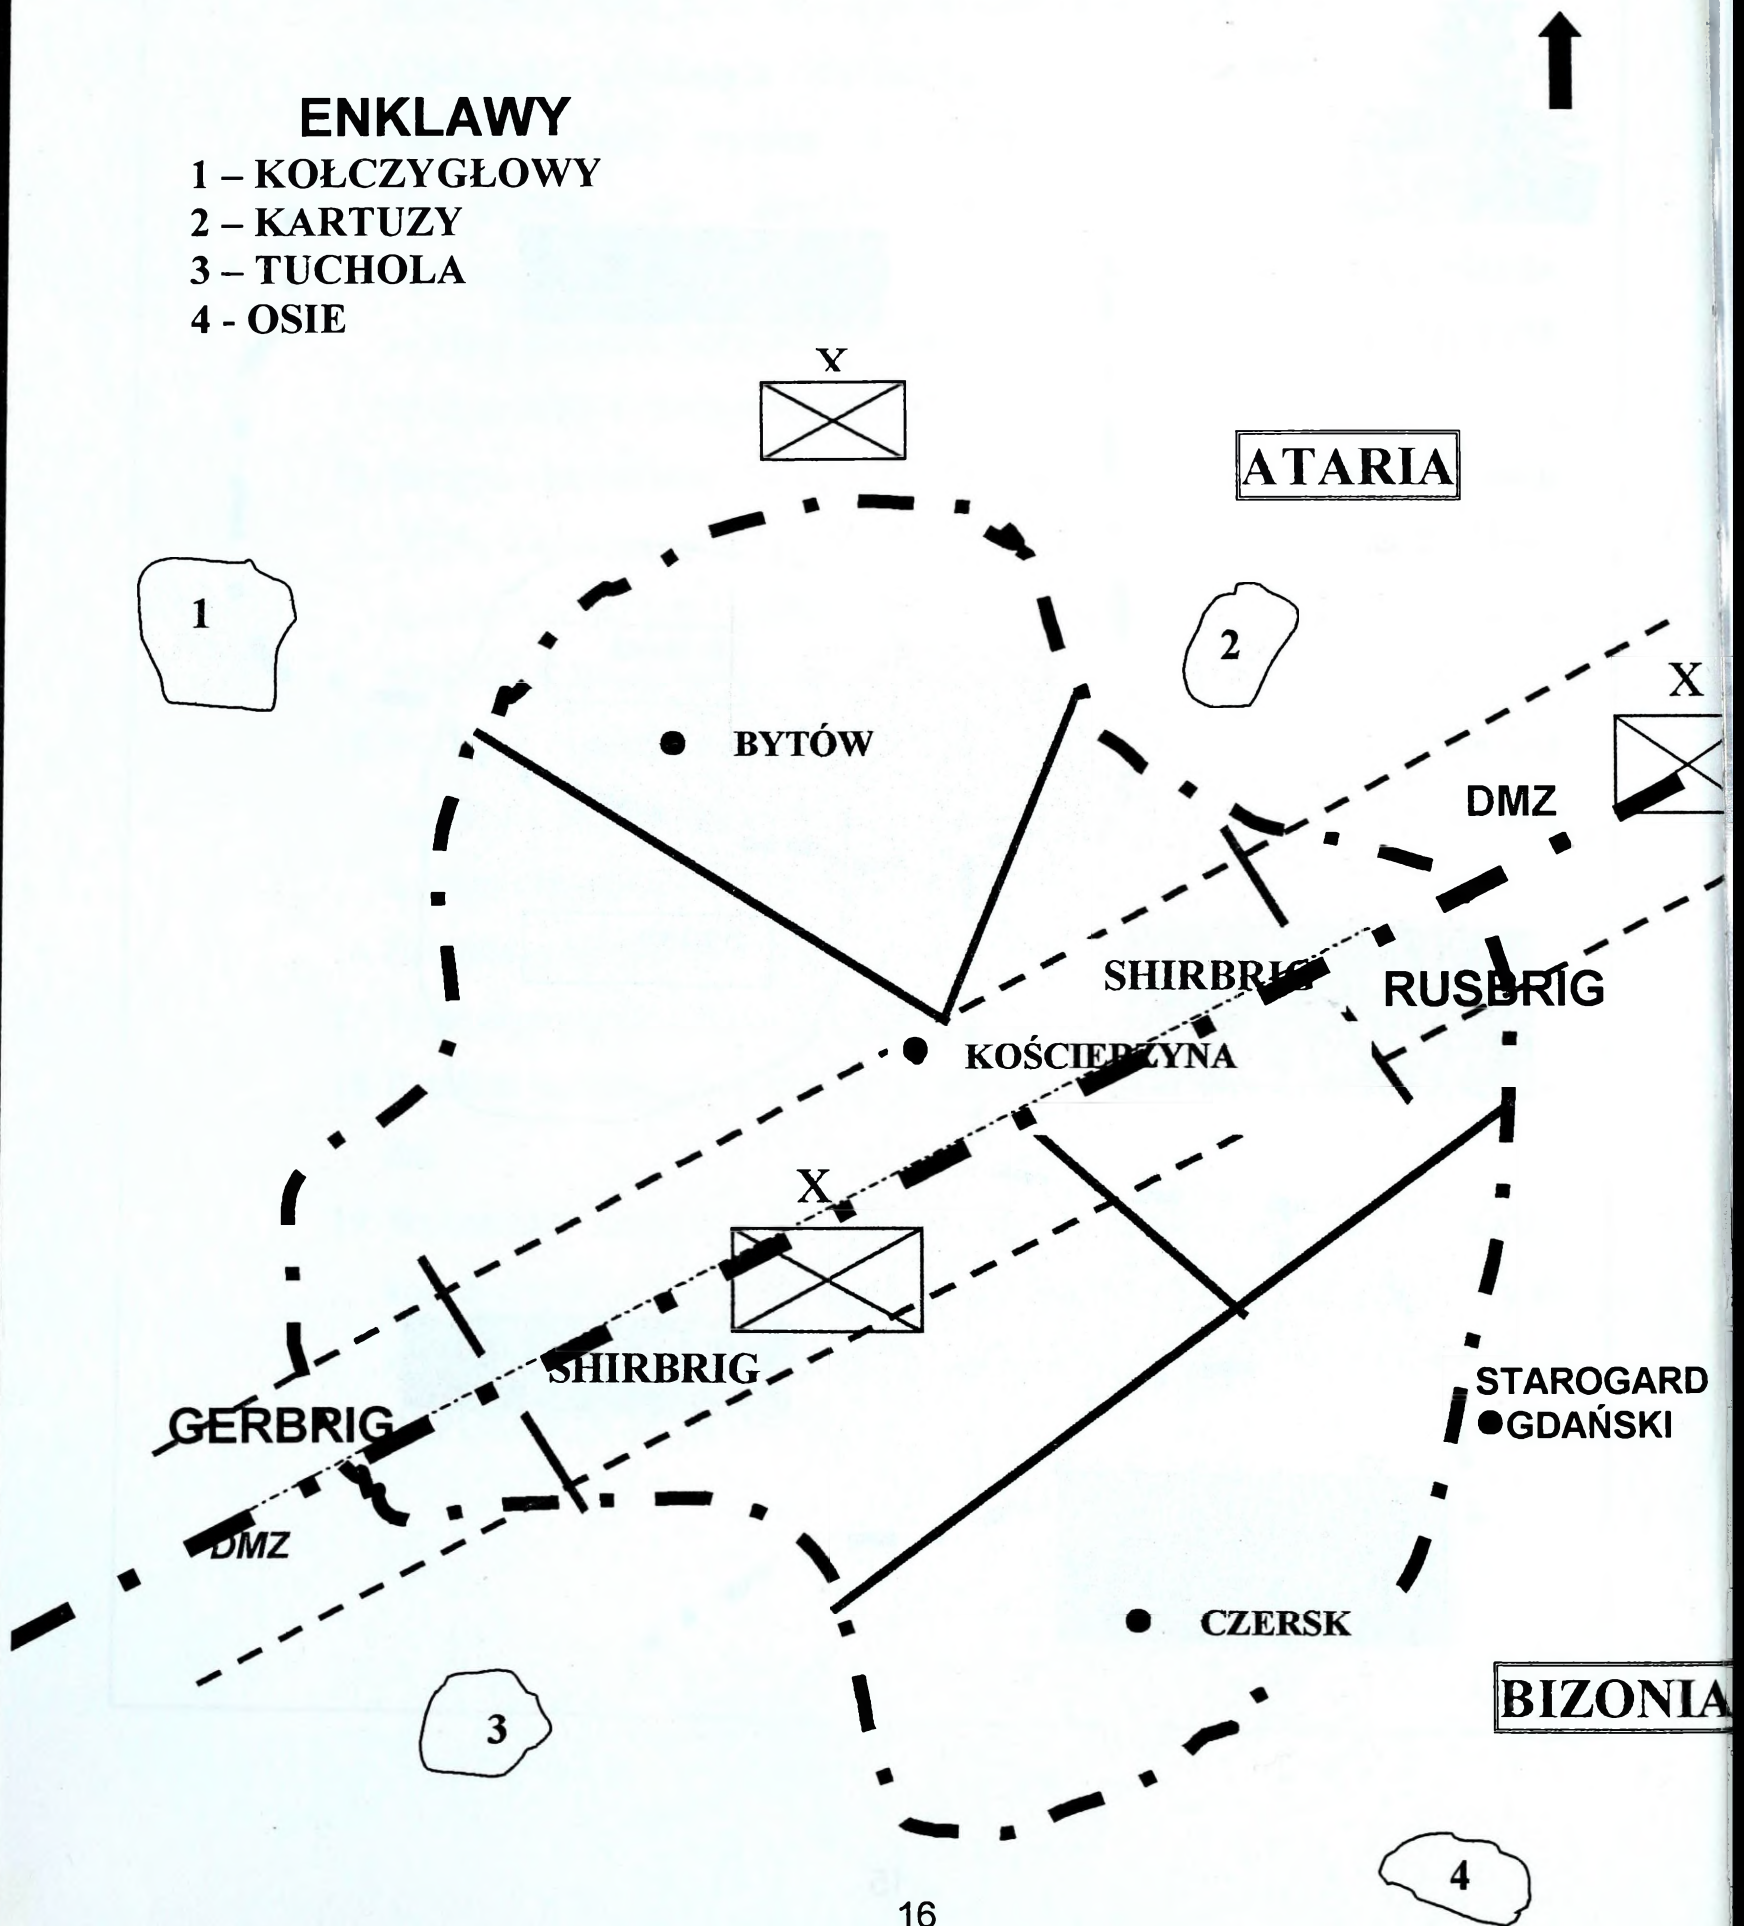 ENKLAWY
1 – KOŁCZYGŁOWY
2 – KARTUZY
3 – TUCHOLA
4 - OSIE
X
ATARIA
1
2
X
BYTÓW
DMZ
SHIRBRIG
RUSBRIG
KOŚCIERZYNA
X
SHIRBRIG
STAROGARD
GDAŃSKI
GERBRIG
DMZ
CZERSK
BIZONIA
3
4
16